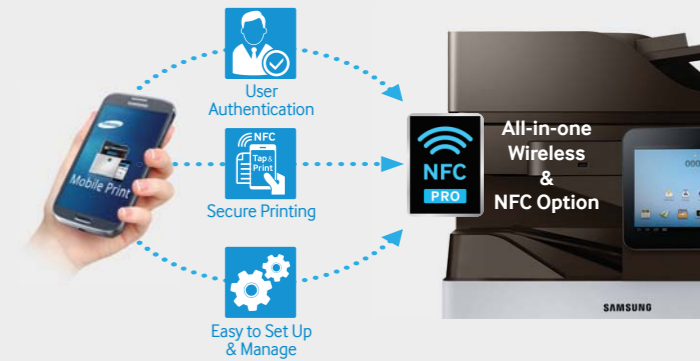 User
Authentication
SAMSUNG
Mobile Print
NFC
Tap &
Print
Secure Printing
NFC
PRO
All-in-one
Wireless
&
NFC Option
SAMSUNG
Easy to Set Up
& Manage